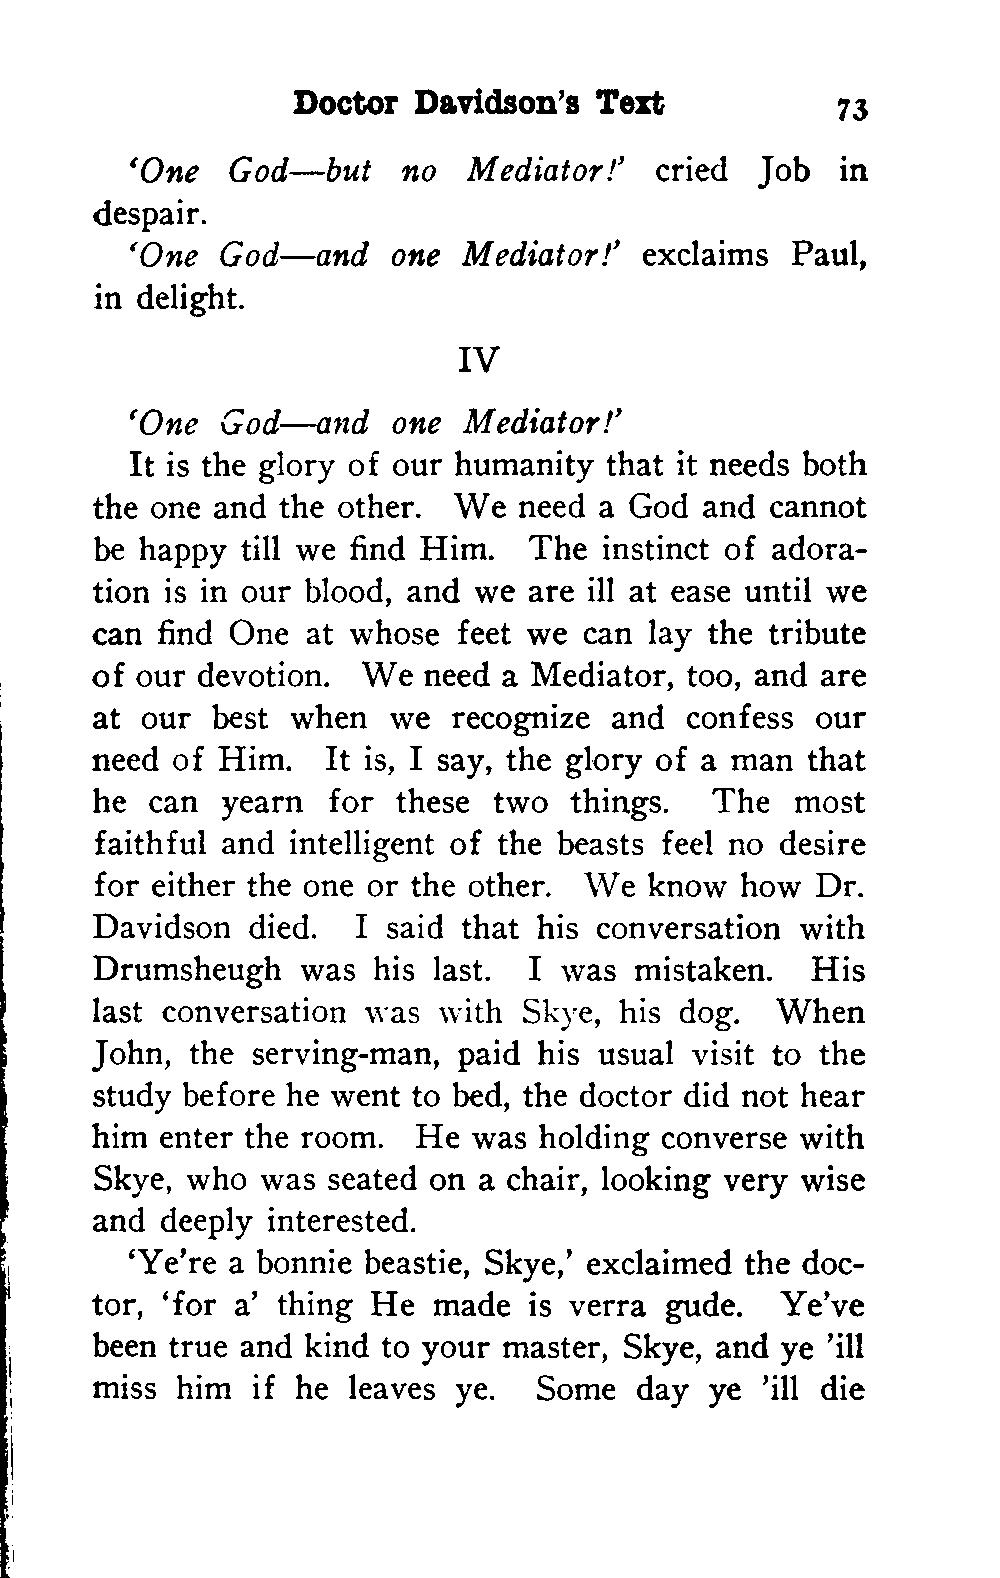 Doctor Davidson's Text 73
'One God—but no Mediator!' cried Job in
despair.
'One God—and one Mediator!' exclaims Paul,
in delight.
IV
'One God—and one Mediator!'
It is the glory of our humanity that it needs both
the one and the other. We need a God and cannot
be happy till we find Him. The instinct of adora-
tion is in our blood, and we are ill at ease until we
can find One at whose feet we can lay the tribute
of our devotion. We need a Mediator, too, and are
at our best when we recognize and confess our
need of Him. It is, I say, the glory of a man that
he can yearn for these two things. The most
faithful and intelligent of the beasts feel no desire
for either the one or the other. We know how Dr.
Davidson died. I said that his conversation with
Drumsheugh was his last. I was mistaken. His
last conversation was with Skye, his dog. When
John, the serving-man, paid his usual visit to the
study before he went to bed, the doctor did not hear
him enter the room. He was holding converse with
Skye, who was seated on a chair, looking very wise
and deeply interested.
'Ye're a bonnie beastie, Skye,' exclaimed the doc-
tor, 'for a' thing He made is verra gude. Ye've
been true and kind to your master, Skye, and ye 'ill
miss him if he leaves ye. Some day ye 'ill die